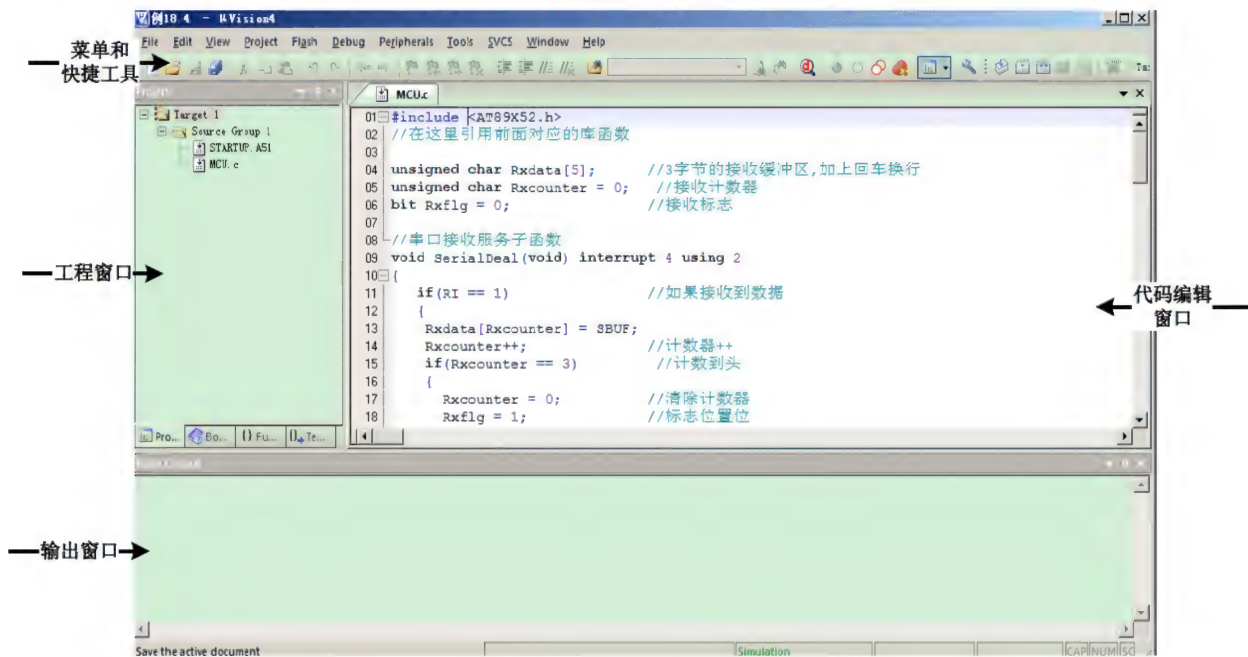 例18.4 - μVision4
File Edit View Project Flash Debug Peripherals Tools SVCS Window Help
菜单和
快捷工具
MCU.c
Target 1
Source Group 1
STARTUP.A51
MCU.c
01 #include <AT89X52.h>
02 //在这里引用前面对应的库函数
03
04 unsigned char Rxdata[5]; //3字节的接收缓冲区,加上回车换行
05 unsigned char Rxcounter = 0; //接收计数器
06 bit Rxflg = 0; //接收标志
07
08 //串口接收服务子函数
09 void SerialDeal(void) interrupt 4 using 2
10 {
11 if(RI == 1) //如果接收到数据
12 {
13 Rxdata[Rxcounter] = SBUF;
14 Rxcounter++; //计数器++
15 if(Rxcounter == 3) //计数到头
16 {
17 Rxcounter = 0; //清除计数器
18 Rxflg = 1; //标志位置位
工程窗口
代码编辑
窗口
Pro... Bo... {} Fu... Te...
输出窗口
Save the active document Simulation CAP NUM SC